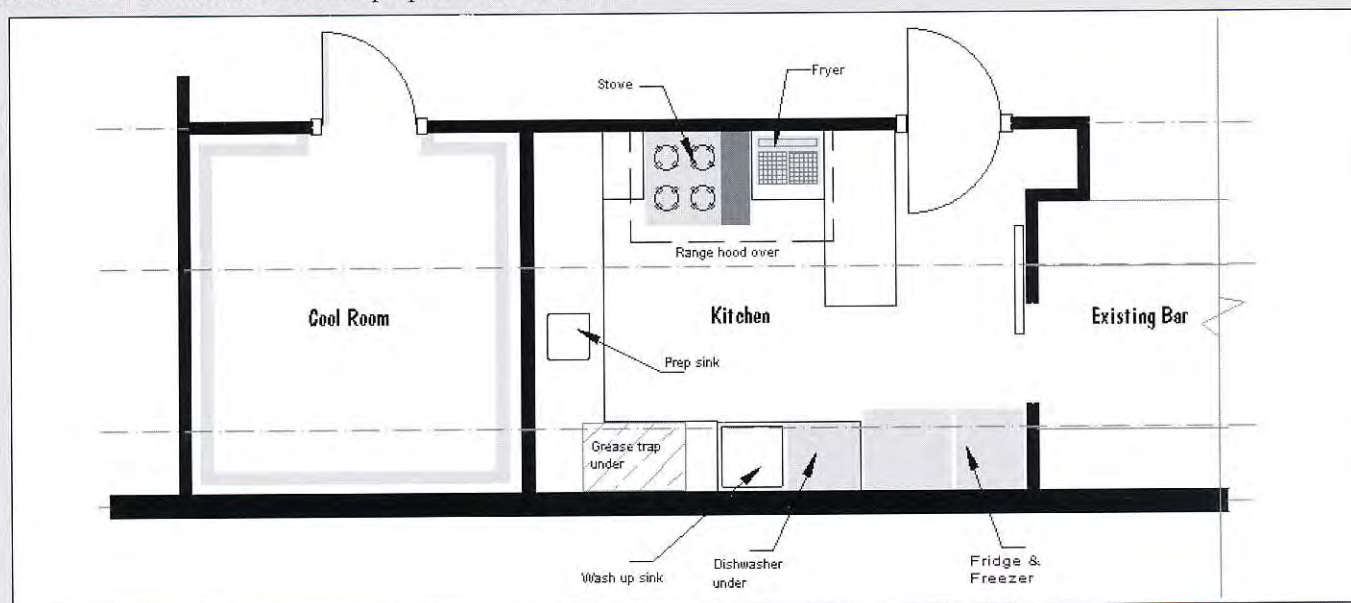 Stove
Fryer
Range hood over
Cool Room
Kitchen
Existing Bar
Prep sink
Grease trap
under
Wash up sink
Dishwasher
under
Fridge &
Freezer